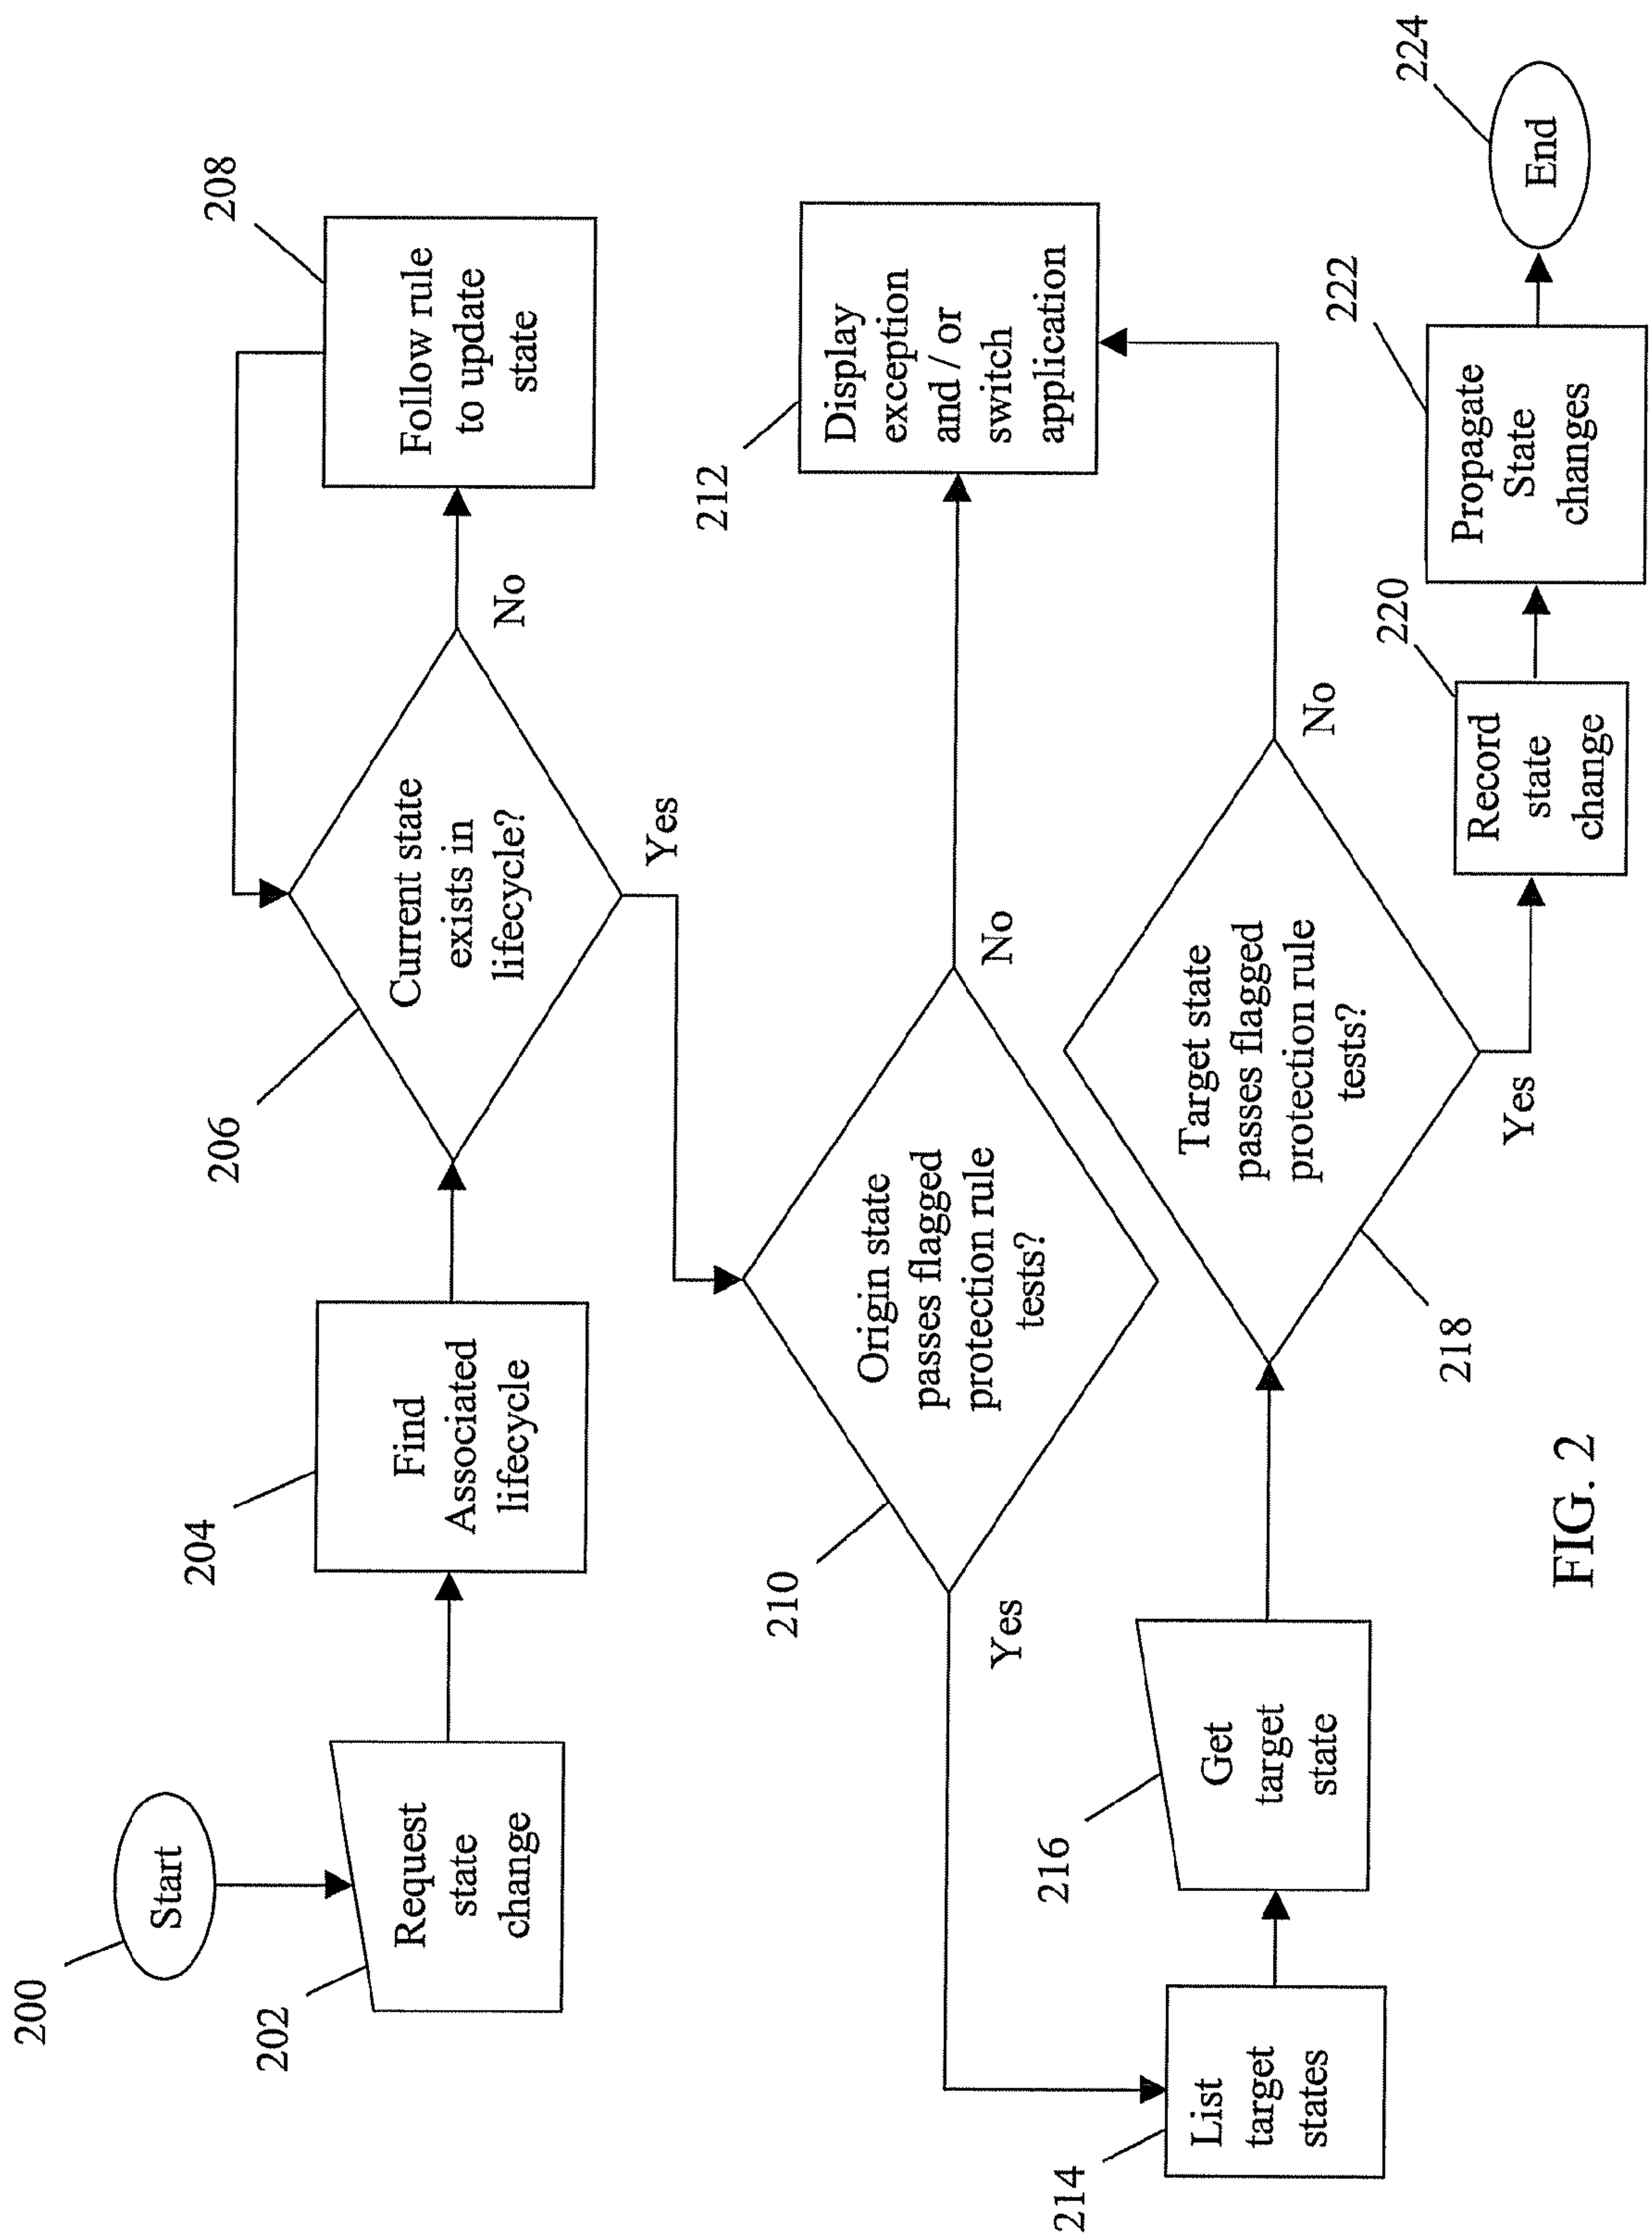 200
Start
202
Request
state
change
204
Find
Associated
lifecycle
206
Current state
exists in
lifecycle?
No
Yes
208
Follow rule
to update
state
210
Origin state
passes flagged
protection rule
tests?
No
Yes
212
Display
exception
and / or
switch
application
214
List
target
states
216
Get
target
state
218
Target state
passes flagged
protection rule
tests?
No
Yes
220
Record
state
change
222
Propagate
State
changes
224
End
FIG. 2